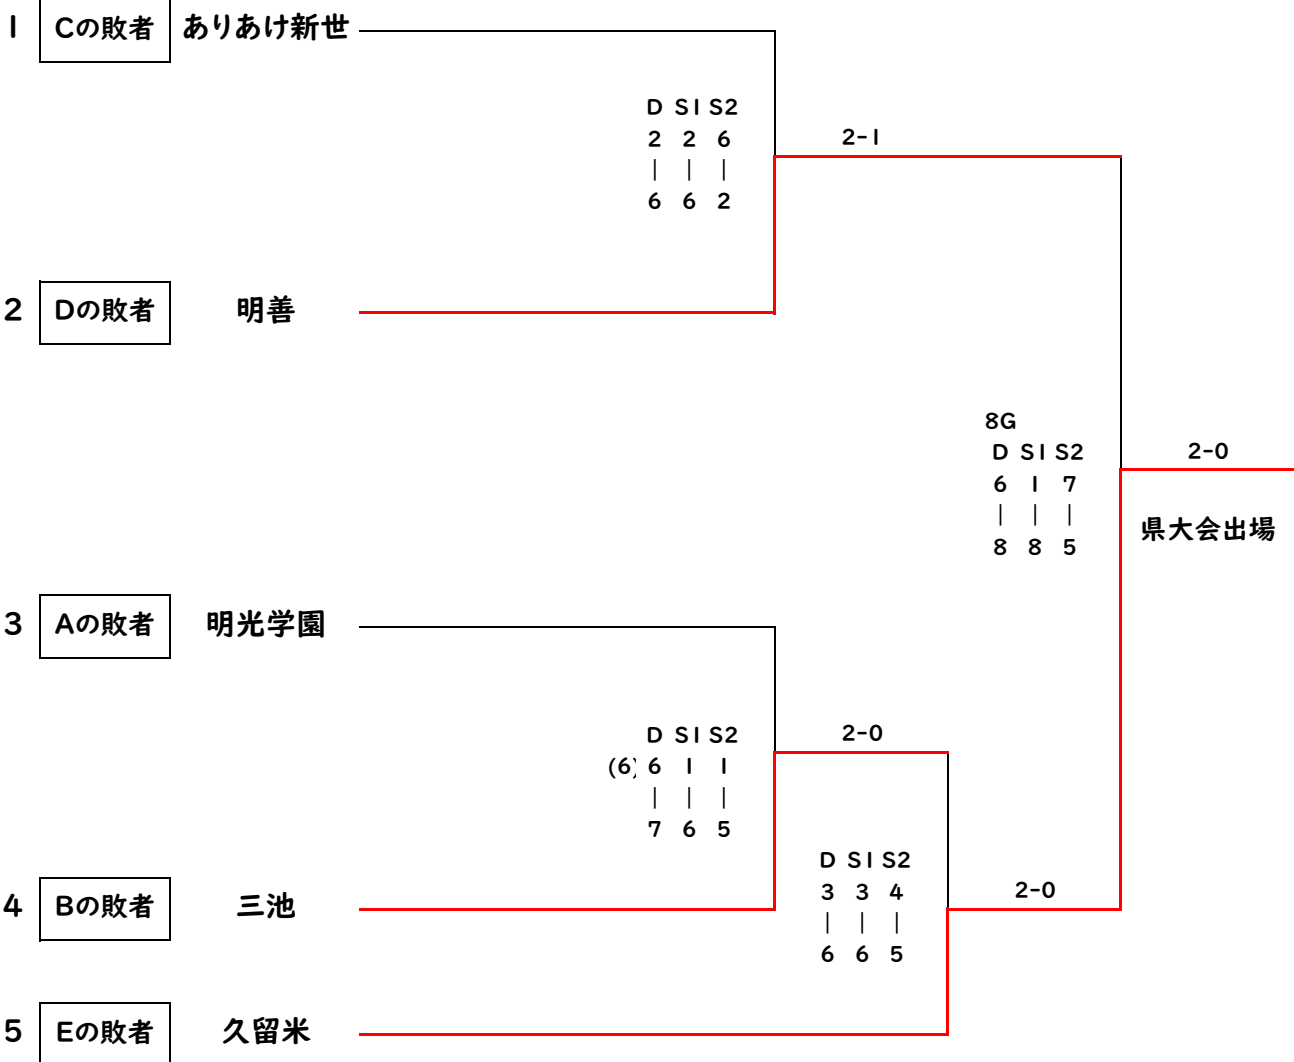 1 Cの敗者 ありあけ新世
D S1 S2
2 2 6
| | |
6 6 2
2-1
2 Dの敗者 明善
8G
D S1 S2
6 1 7
| | |
8 8 5
2-0
県大会出場
3 Aの敗者 明光学園
D S1 S2
(6) 6 1 1
| | |
7 6 5
2-0
4 Bの敗者 三池
D S1 S2
3 3 4
| | |
6 6 5
2-0
5 Eの敗者 久留米